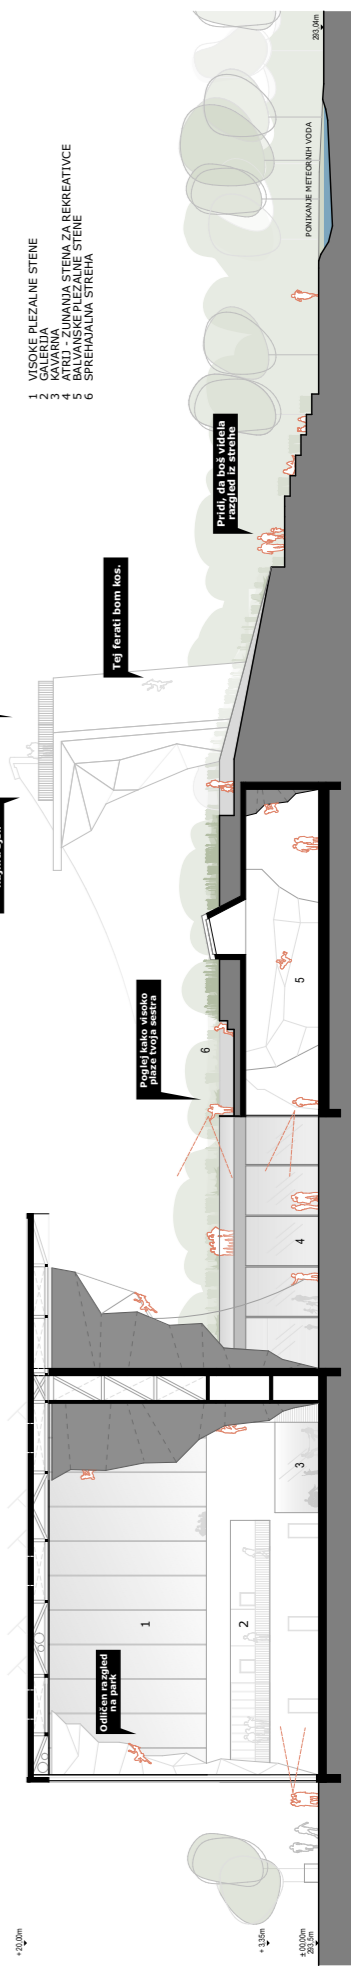 +20,00m
+ 3,35m
± 00,00m
293,5m
Odličen razgled
na park
1
2
3
4
5
6
Poglej kako visoko
pleze tvoja sestra
Tej ferati bom kos.
Pridi, da boš videla
razgled iz strehe
1 VISOKE PLEZALNE STENE
2 GALERIJA
3 KAVARNA
4 ATRIJ - ZUNANJA STENA ZA REKREATIVCE
5 BALVANSKE PLEZALNE STENE
6 SPREHAJALNA STREHA
PONIKANJE METEORNIH VODA
293,04m